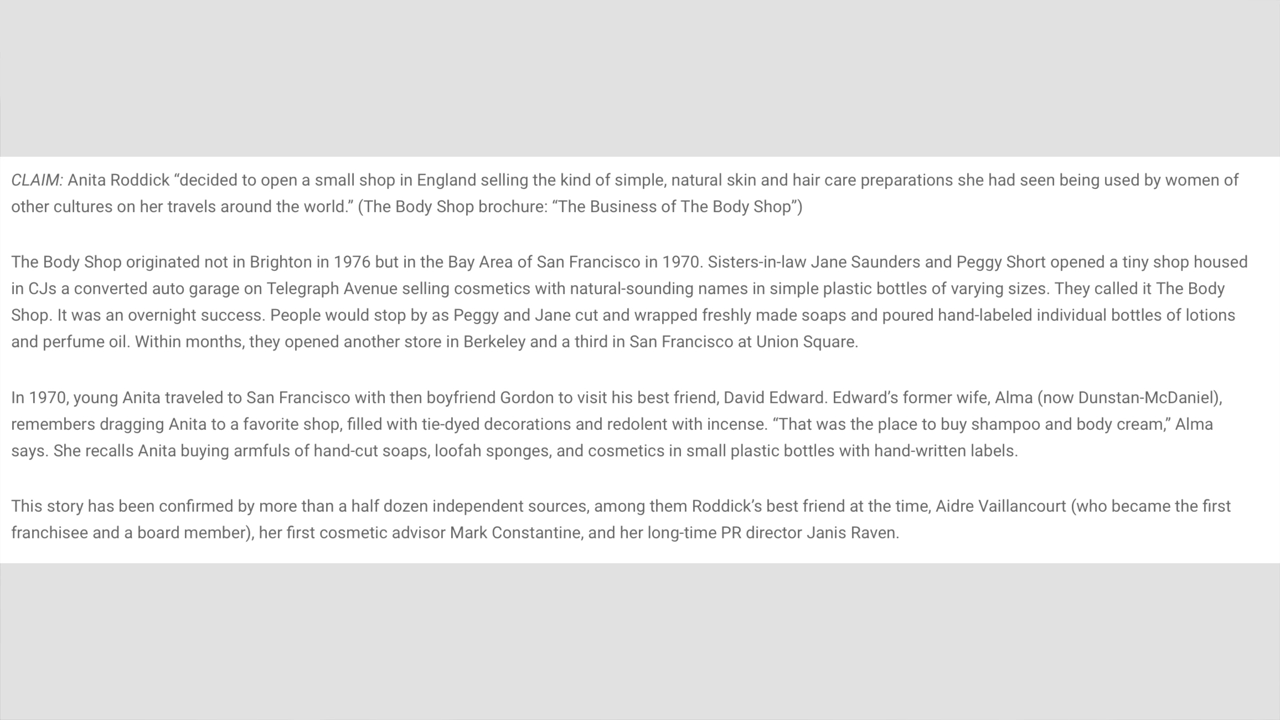 CLAIM: Anita Roddick “decided to open a small shop in England selling the kind of simple, natural skin and hair care preparations she had seen being used by women of
other cultures on her travels around the world.” (The Body Shop brochure: “The Business of The Body Shop”)
The Body Shop originated not in Brighton in 1976 but in the Bay Area of San Francisco in 1970. Sisters-in-law Jane Saunders and Peggy Short opened a tiny shop housed
in CJs a converted auto garage on Telegraph Avenue selling cosmetics with natural-sounding names in simple plastic bottles of varying sizes. They called it The Body
Shop. It was an overnight success. People would stop by as Peggy and Jane cut and wrapped freshly made soaps and poured hand-labeled individual bottles of lotions
and perfume oil. Within months, they opened another store in Berkeley and a third in San Francisco at Union Square.
In 1970, young Anita traveled to San Francisco with then boyfriend Gordon to visit his best friend, David Edward. Edward’s former wife, Alma (now Dunstan-McDaniel),
remembers dragging Anita to a favorite shop, filled with tie-dyed decorations and redolent with incense. “That was the place to buy shampoo and body cream,” Alma
says. She recalls Anita buying armfuls of hand-cut soaps, loofah sponges, and cosmetics in small plastic bottles with hand-written labels.
This story has been confirmed by more than a half dozen independent sources, among them Roddick’s best friend at the time, Aidre Vaillancourt (who became the first
franchisee and a board member), her first cosmetic advisor Mark Constantine, and her long-time PR director Janis Raven.